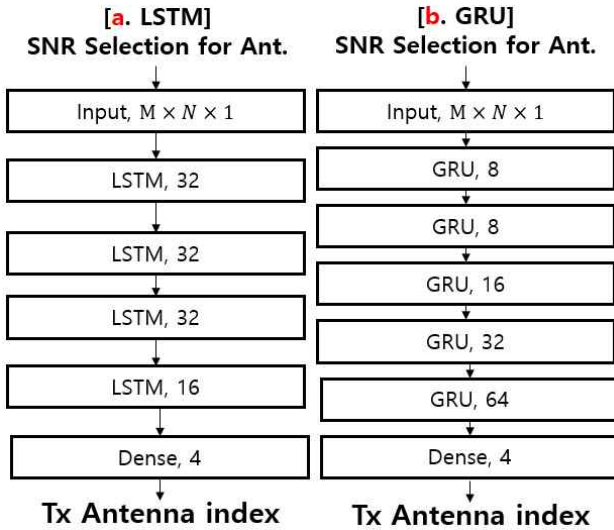 [a. LSTM]
SNR Selection for Ant.
Input, M × N × 1
LSTM, 32
LSTM, 32
LSTM, 32
LSTM, 16
Dense, 4
Tx Antenna index
[b. GRU]
SNR Selection for Ant.
Input, M × N × 1
GRU, 8
GRU, 8
GRU, 16
GRU, 32
GRU, 64
Dense, 4
Tx Antenna index